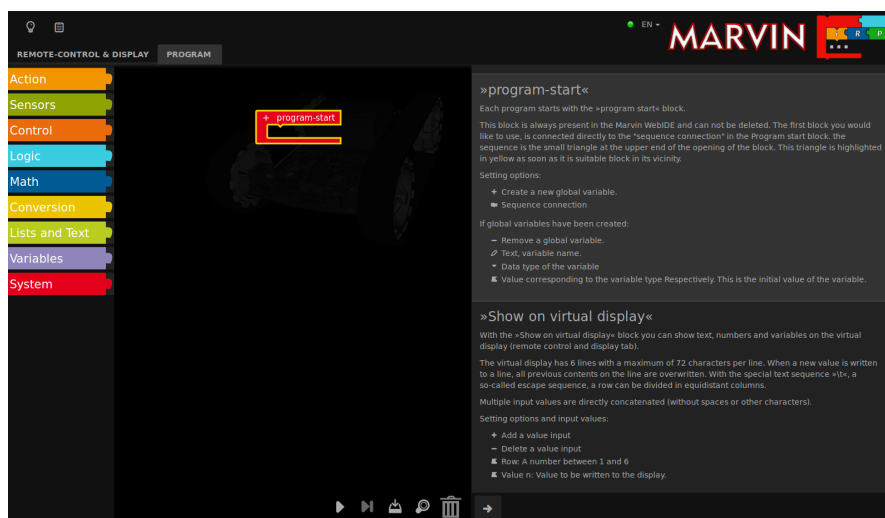 EN
MARVIN
R P
REMOTE-CONTROL & DISPLAY PROGRAM
Action
Sensors
Control
Logic
Math
Conversion
Lists and Text
Variables
System
+ program-start
»program-start«
Each program starts with the »program start« block.
This block is always present in the Marvin WebIDE and can not be deleted. The first block you would
like to use, is connected directly to the "sequence connection" in the Program start block. the
sequence is the small triangle at the upper end of the opening of the block. This triangle is highlighted
in yellow as soon as it is suitable block in its vicinity.
Setting options:
+ Create a new global variable.
Sequence connection
If global variables have been created:
− Remove a global variable.
Text, variable name.
Data type of the variable
Value corresponding to the variable type Respectively. This is the initial value of the variable.
»Show on virtual display«
With the »Show on virtual display« block you can show text, numbers and variables on the virtual
display (remote control and display tab).
The virtual display has 6 lines with a maximum of 72 characters per line. When a new value is written
to a line, all previous contents on the line are overwritten. With the special text sequence »\t«, a
so-called escape sequence, a row can be divided in equidistant columns.
Multiple input values are directly concatenated (without spaces or other characters).
Setting options and input values:
+ Add a value input
− Delete a value input
Row: A number between 1 and 6
Value n: Value to be written to the display.